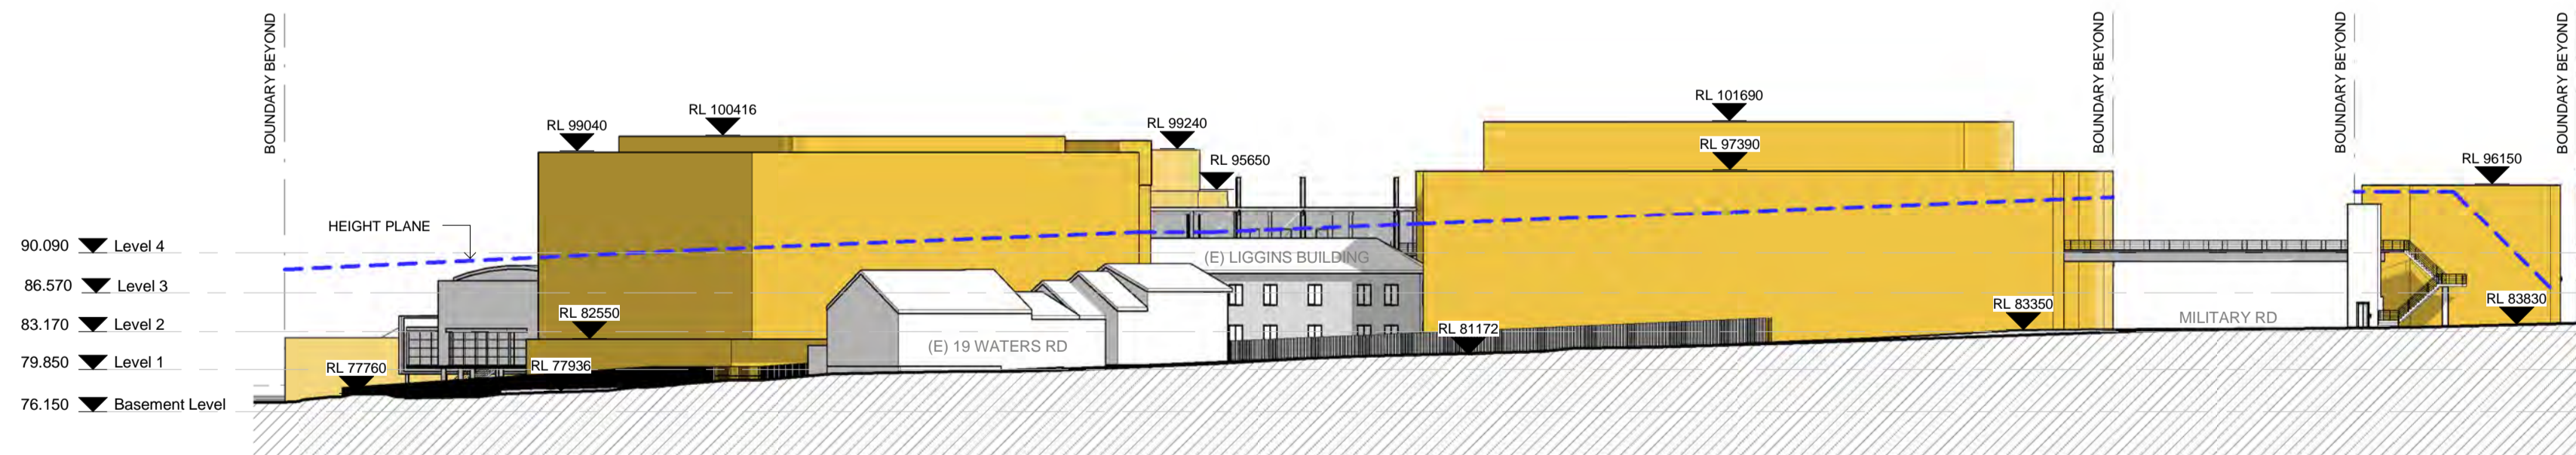 BOUNDARY BEYOND
BOUNDARY BEYOND
BOUNDARY BEYOND
BOUNDARY BEYOND
RL 101690
RL 100416
RL 99040
RL 99240
RL 97390
RL 95650
RL 96150
HEIGHT PLANE
90.090 Level 4
(E) LIGGINS BUILDING
86.570 Level 3
RL 82550
RL 83350
RL 83830
83.170 Level 2
MILITARY RD
RL 81172
(E) 19 WATERS RD
79.850 Level 1
RL 77760
RL 77936
76.150 Basement Level